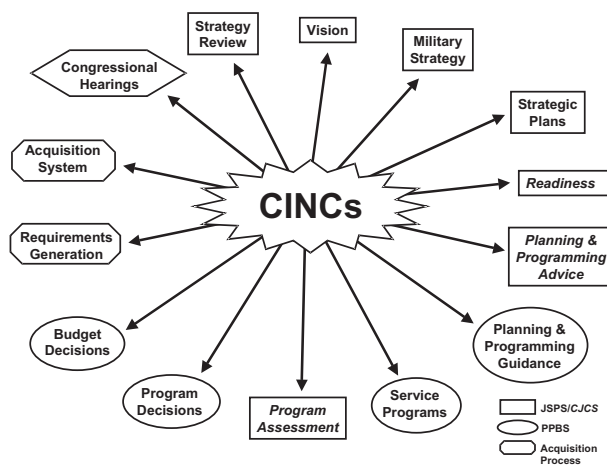 Strategy
Review
Vision
Military
Strategy
Congressional
Hearings
Strategic
Plans
Acquisition
System
CINCs
Readiness
Requirements
Generation
Planning &
Programming
Advice
Budget
Decisions
Planning &
Programming
Guidance
Program
Decisions
Program
Assessment
Service
Programs
JSPS/CJCS
PPBS
Acquisition
Process